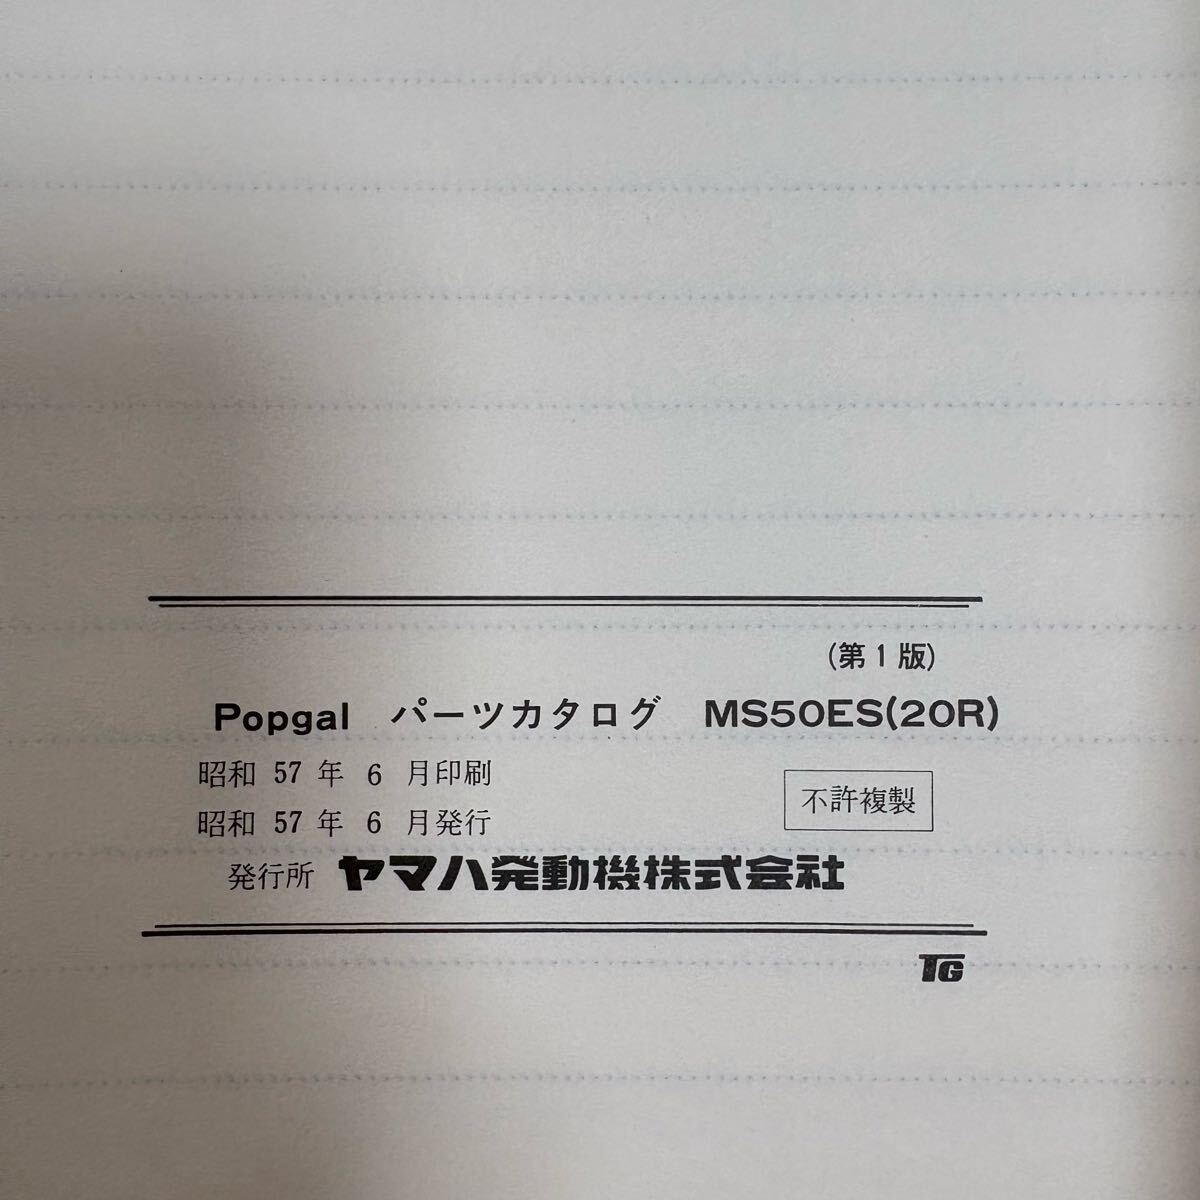 (第1版)
Popgal パーツカタログ MS50ES(20R)
昭和 57 年 6 月印刷
昭和 57 年 6 月発行
不許複製
発行所 ヤマハ発動機株式会社
TG